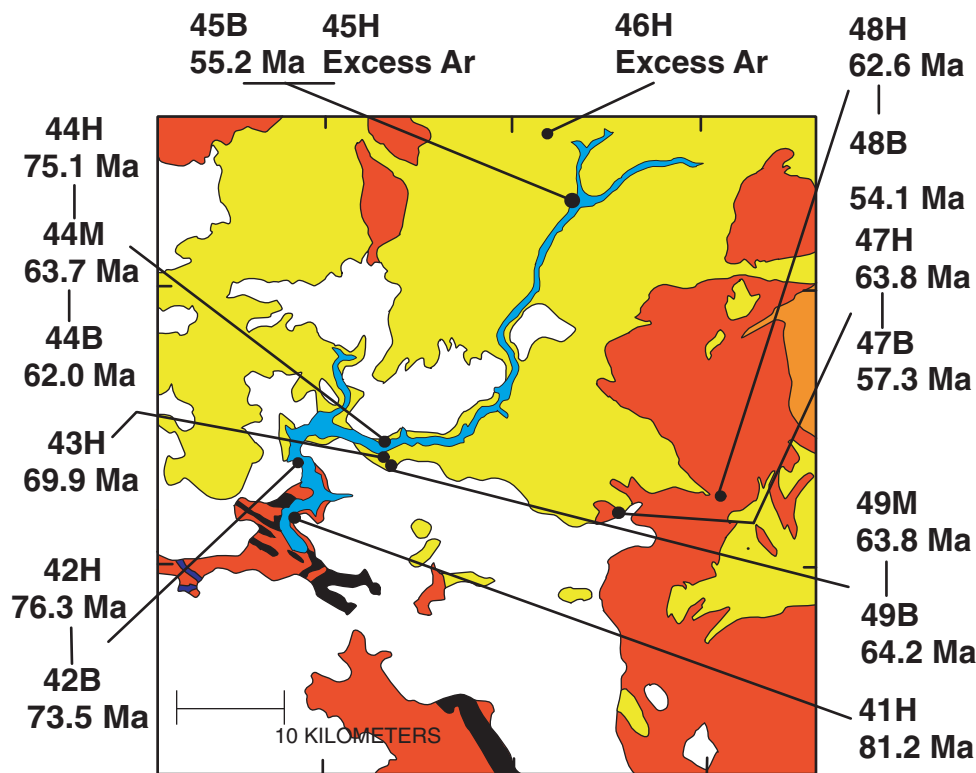 45B
55.2 Ma
45H
Excess Ar
46H
Excess Ar
48H
62.6 Ma
48B
54.1 Ma
47H
63.8 Ma
47B
57.3 Ma
49M
63.8 Ma
49B
64.2 Ma
41H
81.2 Ma
44H
75.1 Ma
44M
63.7 Ma
44B
62.0 Ma
43H
69.9 Ma
42H
76.3 Ma
42B
73.5 Ma
10 KILOMETERS